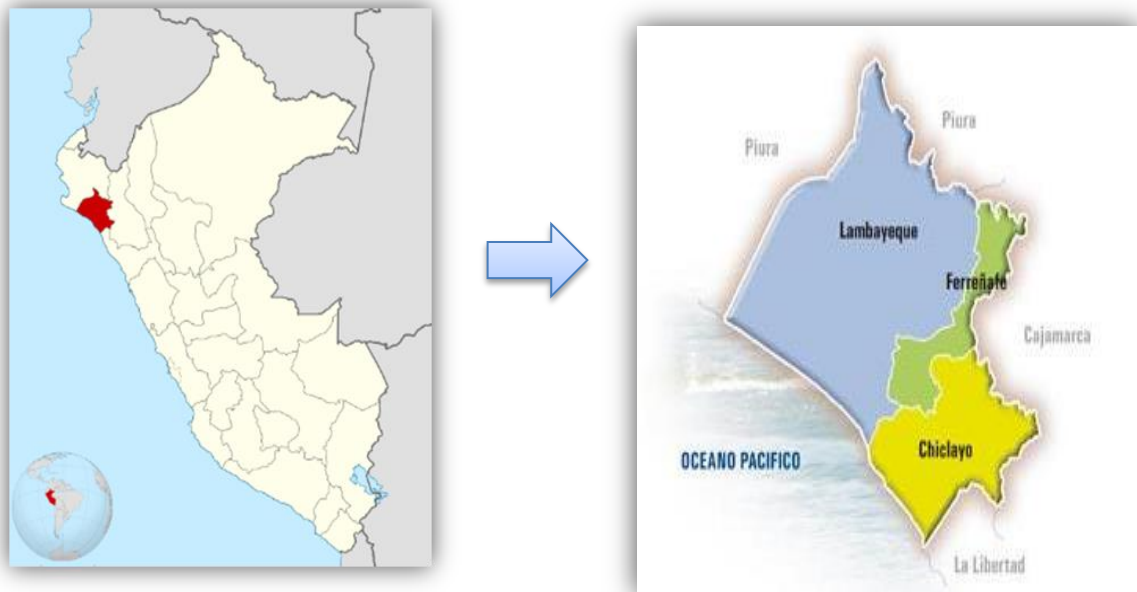 Piura
Piura
Lambayeque
Ferreñafe
Cajamarca
Chiclayo
OCEANO PACIFICO
La Libertad